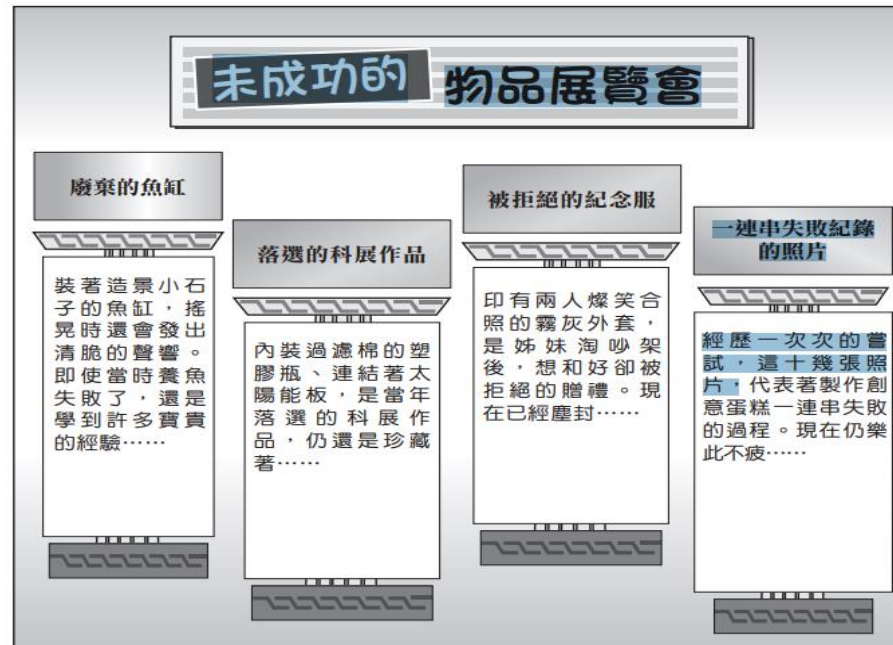 未成功的 物品展覽會
廢棄的魚缸
裝著造景小石
子的魚缸，搖
晃時還會發出
清脆的聲響。
即使當時養魚
失敗了，還是
學到許多寶貴
的經驗……
落選的科展作品
內裝過濾棉的塑
膠瓶、連結著太
陽能板，是當年
落選的科展作
品，仍還是珍藏
著……
被拒絕的紀念服
印有兩人燦笑合
照的霧灰外套，
是姊妹淘吵架
後，想和好卻被
拒絕的贈禮。現
在已經塵封……
一連串失敗紀錄
的照片
經歷一次次的嘗
試，這十幾張照
片，代表著製作創
意蛋糕一連串失敗
的過程。現在仍樂
此不疲……